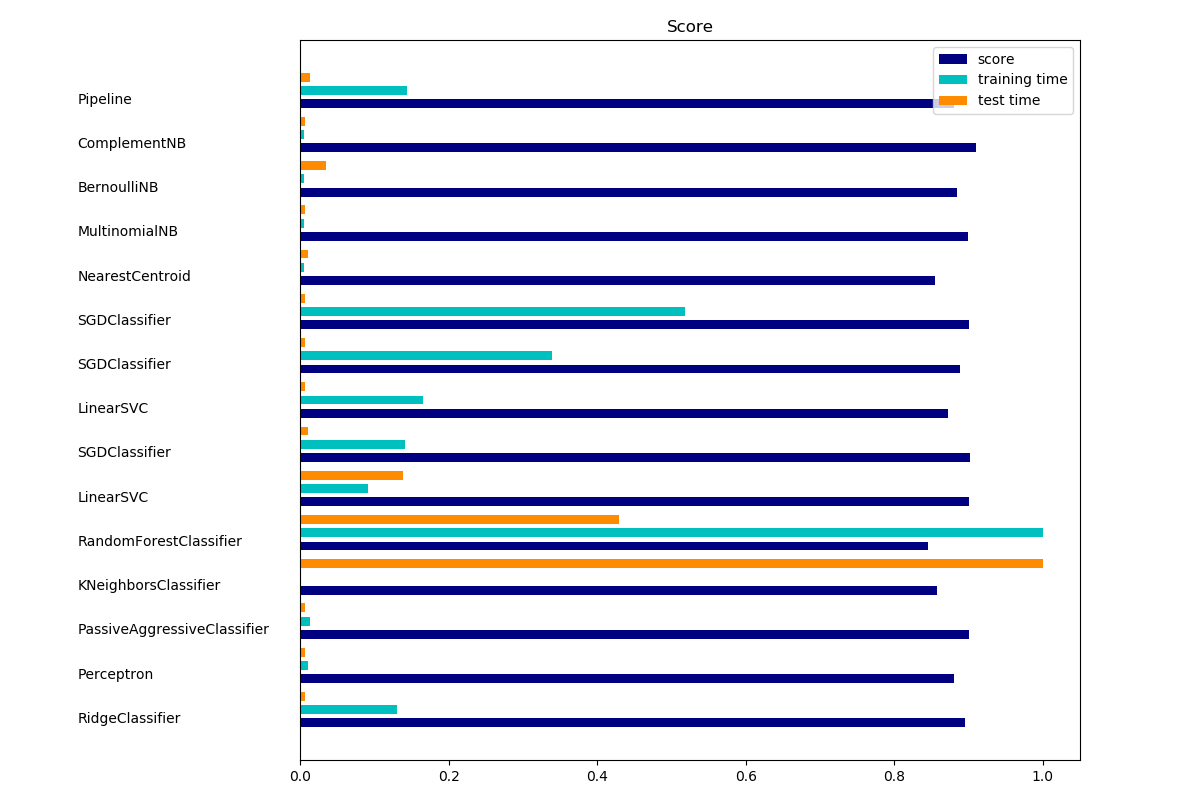 Score
score
training time
test time
Pipeline
ComplementNB
BernoulliNB
MultinomialNB
NearestCentroid
SGDClassifier
SGDClassifier
LinearSVC
SGDClassifier
LinearSVC
RandomForestClassifier
KNeighborsClassifier
PassiveAggressiveClassifier
Perceptron
RidgeClassifier
0.0 0.2 0.4 0.6 0.8 1.0